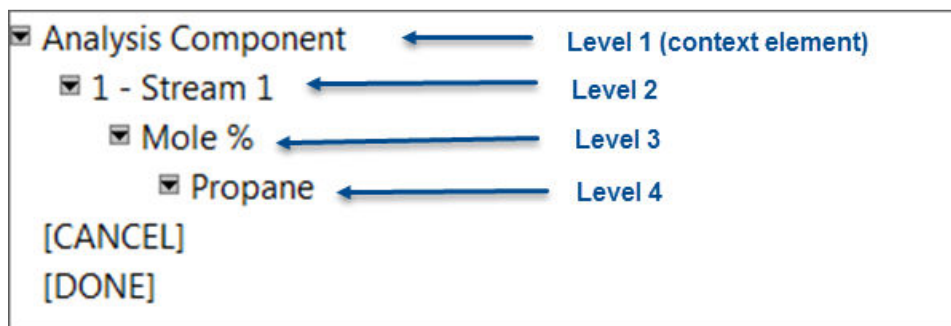 Analysis Component Level 1 (context element)
1 - Stream 1 Level 2
Mole % Level 3
Propane Level 4
[CANCEL]
[DONE]